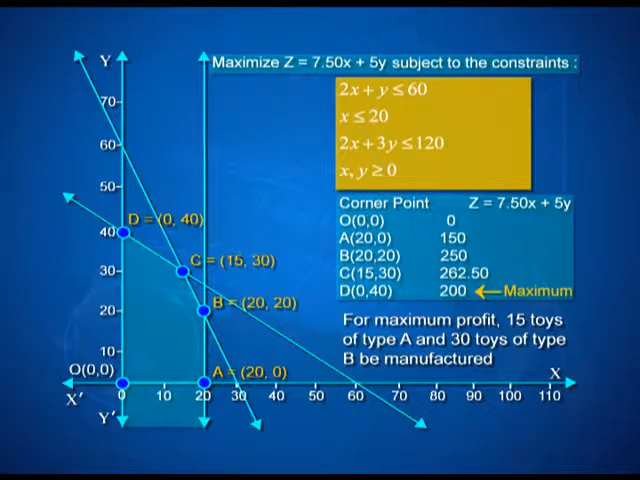 Maximize Z = 7.50x + 5y subject to the constraints :
2x + y ≤ 60
x ≤ 20
2x + 3y ≤ 120
x, y ≥ 0
Corner Point Z = 7.50x + 5y
O(0,0) 0
A(20,0) 150
B(20,20) 250
C(15,30) 262.50
D(0,40) 200 ← Maximum
For maximum profit, 15 toys
of type A and 30 toys of type
B be manufactured
Y
70
60
50
D = (0, 40)
40
C = (15, 30)
30
B = (20, 20)
20
10
O(0,0)
A = (20, 0)
X
X′
0 10 20 30 40 50 60 70 80 90 100 110
Y′